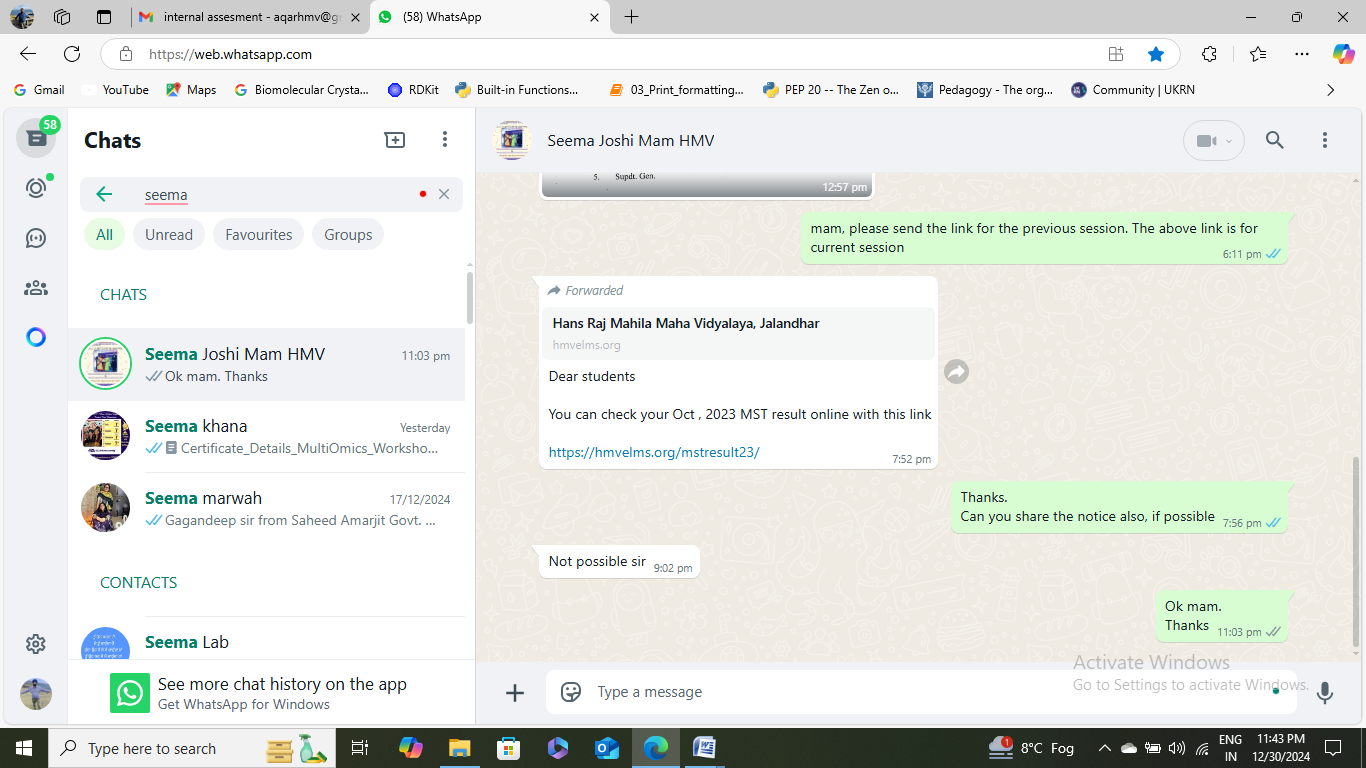 internal assesment - aqarhmv@gr
(58) WhatsApp
https://web.whatsapp.com
Gmail
YouTube
Maps
Biomolecular Crysta...
RDKit
Built-in Functions...
03_Print_formatting...
PEP 20 -- The Zen o...
Pedagogy - The org...
Community | UKRN
58
Chats
seema
All
Unread
Favourites
Groups
CHATS
Seema Joshi Mam HMV
11:03 pm
Ok mam. Thanks
Seema khana
Yesterday
Certificate_Details_MultiOmics_Worksho...
Seema marwah
17/12/2024
Gagandeep sir from Saheed Amarjit Govt. ...
CONTACTS
Seema Lab
See more chat history on the app
Get WhatsApp for Windows
Seema Joshi Mam HMV
5. Supdt. Gen.
12:57 pm
mam, please send the link for the previous session. The above link is for
current session
6:11 pm
Forwarded
Hans Raj Mahila Maha Vidyalaya, Jalandhar
hmvelms.org
Dear students
You can check your Oct , 2023 MST result online with this link
https://hmvelms.org/mstresult23/
7:52 pm
Thanks.
Can you share the notice also, if possible
7:56 pm
Not possible sir
9:02 pm
Ok mam.
Thanks
11:03 pm
Activate Windows
Go to Settings to activate Windows.
Type a message
Type here to search
1
8°C Fog
ENG
IN
11:43 PM
12/30/2024